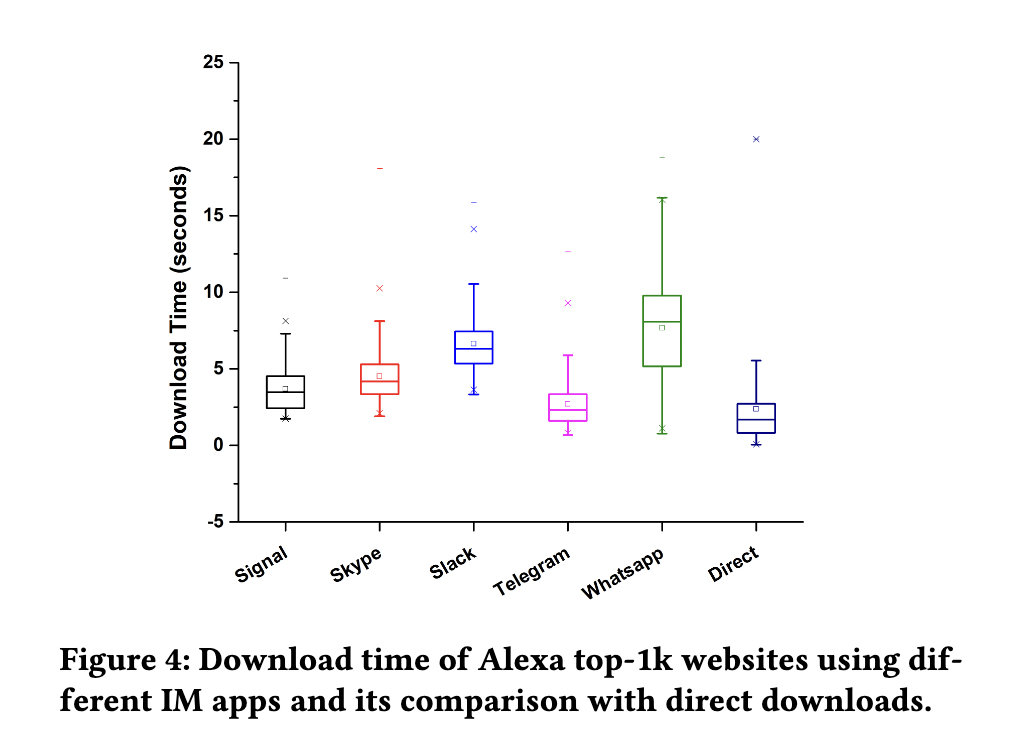 25
20
15
10
5
0
-5
Download Time (seconds)
Signal
Skype
Slack
Telegram
Whatsapp
Direct
Figure 4: Download time of Alexa top-1k websites using dif-
ferent IM apps and its comparison with direct downloads.